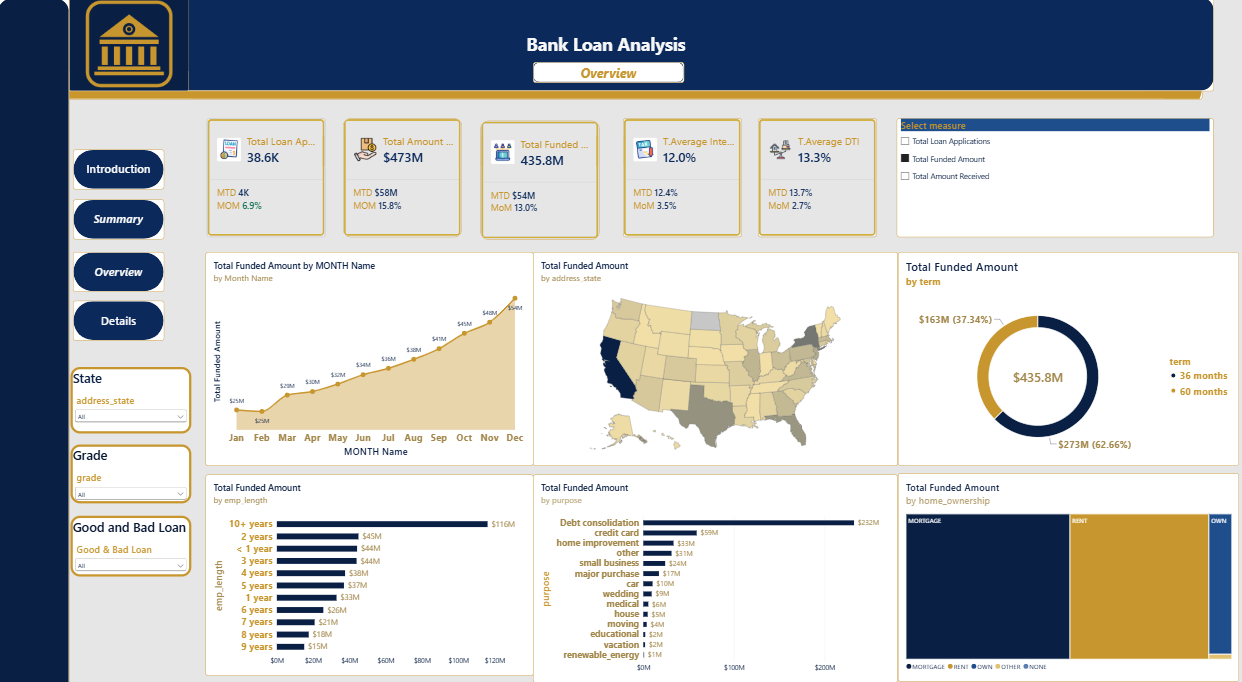 Bank Loan Analysis
Overview
Introduction
Summary
Overview
Details
State
address_state
All
Grade
grade
All
Good and Bad Loan
Good & Bad Loan
All
Total Loan Ap...
38.6K
MTD 4K
MOM 6.9%
Total Amount ...
$473M
MTD $58M
MOM 15.8%
Total Funded ...
435.8M
MTD $54M
MoM 13.0%
T.Average Inte...
12.0%
MTD 12.4%
MoM 3.5%
T.Average DTI
13.3%
MTD 13.7%
MoM 2.7%
Select measure
Total Loan Applications
Total Funded Amount
Total Amount Received
Total Funded Amount by MONTH Name
by Month Name
Total Funded Amount
$25M
$25M
$29M
$30M
$32M
$34M
$36M
$38M
$41M
$45M
$48M
$54M
Jan Feb Mar Apr May Jun Jul Aug Sep Oct Nov Dec
MONTH Name
Total Funded Amount
by address_state
Total Funded Amount
by term
$163M (37.34%)
$435.8M
$273M (62.66%)
term
36 months
60 months
Total Funded Amount
by emp_length
emp_length
10+ years $116M
2 years $45M
< 1 year $44M
3 years $44M
4 years $38M
5 years $37M
1 year $33M
6 years $26M
7 years $21M
8 years $18M
9 years $15M
$0M $20M $40M $60M $80M $100M $120M
Total Funded Amount
by purpose
purpose
Debt consolidation $232M
credit card $59M
home improvement $33M
other $31M
small business $24M
major purchase $17M
car $10M
wedding $9M
medical $6M
house $5M
moving $4M
educational $2M
vacation $2M
renewable_energy $1M
$0M $100M $200M
Total Funded Amount
by home_ownership
MORTGAGE RENT OWN
MORTGAGE RENT OWN OTHER NONE